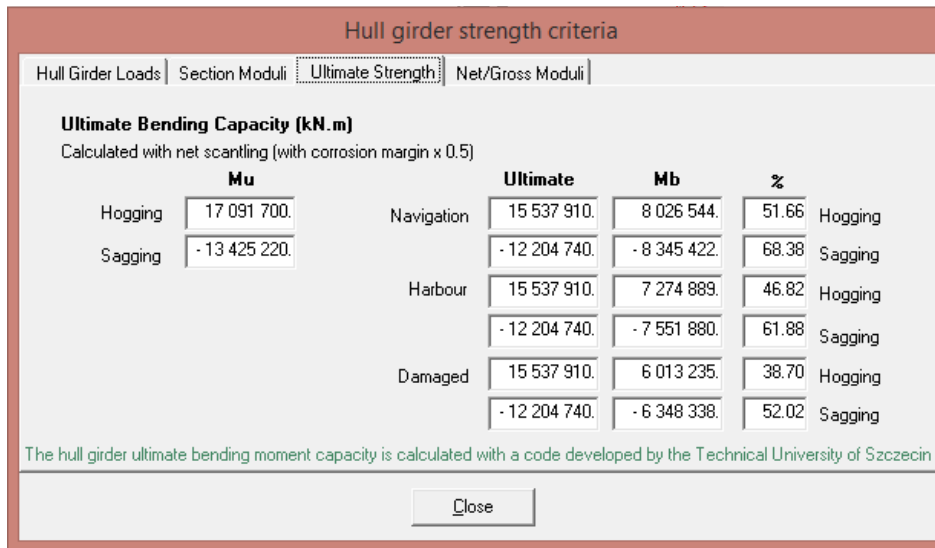 Hull girder strength criteria
Hull Girder Loads Section Moduli Ultimate Strength Net/Gross Moduli
Ultimate Bending Capacity (kN.m)
Calculated with net scantling (with corrosion margin x 0.5)
Mu Ultimate Mb %
Hogging 17 091 700. Navigation 15 537 910. 8 026 544. 51.66 Hogging
Sagging - 13 425 220. - 12 204 740. - 8 345 422. 68.38 Sagging
Harbour 15 537 910. 7 274 889. 46.82 Hogging
- 12 204 740. - 7 551 880. 61.88 Sagging
Damaged 15 537 910. 6 013 235. 38.70 Hogging
- 12 204 740. - 6 348 338. 52.02 Sagging
The hull girder ultimate bending moment capacity is calculated with a code developed by the Technical University of Szczecin
Close